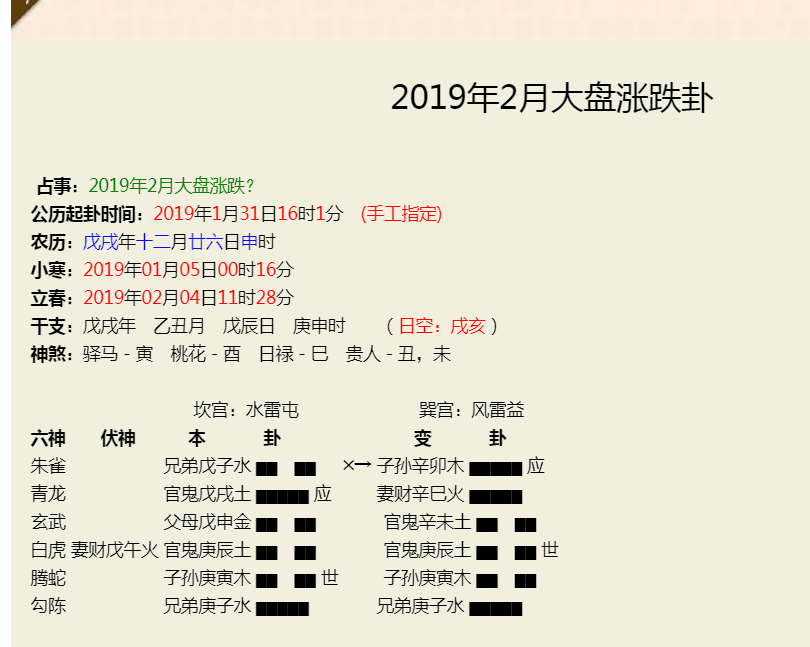 2019年2月大盘涨跌卦
占事：2019年2月大盘涨跌？
公历起卦时间：2019年1月31日16时1分 (手工指定)
农历：戊戌年十二月廿六日申时
小寒：2019年01月05日00时16分
立春：2019年02月04日11时28分
干支：戊戌年 乙丑月 戊辰日 庚申时 （日空：戌亥）
神煞：驿马－寅 桃花－酉 日禄－巳 贵人－丑，未
坎宫：水雷屯 巽宫：风雷益
六神 伏神 本 卦 变 卦
朱雀 兄弟戊子水 ×→ 子孙辛卯木 应
青龙 官鬼戊戌土 应 妻财辛巳火
玄武 父母戊申金 官鬼辛未土
白虎 妻财戊午火 官鬼庚辰土 官鬼庚辰土 世
腾蛇 子孙庚寅木 世 子孙庚寅木
勾陈 兄弟庚子水 兄弟庚子水